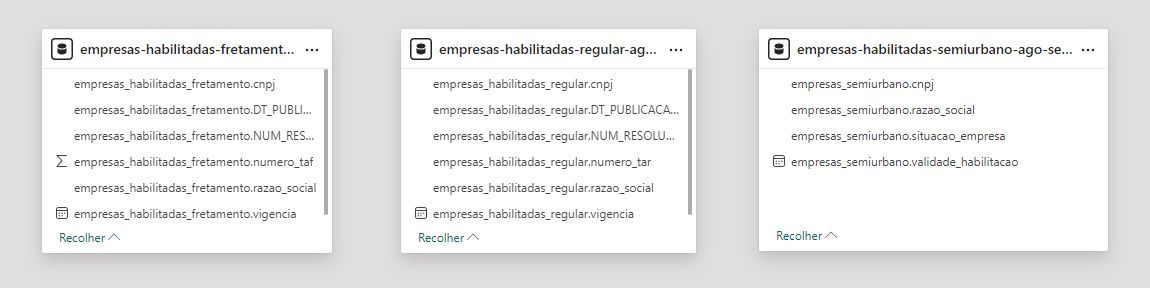 empresas-habilitadas-fretament...
empresas_habilitadas_fretamento.cnpj
empresas_habilitadas_fretamento.DT_PUBLI...
empresas_habilitadas_fretamento.NUM_RES...
empresas_habilitadas_fretamento.numero_taf
empresas_habilitadas_fretamento.razao_social
empresas_habilitadas_fretamento.vigencia
Recolher
empresas-habilitadas-regular-ag...
empresas_habilitadas_regular.cnpj
empresas_habilitadas_regular.DT_PUBLICACA...
empresas_habilitadas_regular.NUM_RESOLU...
empresas_habilitadas_regular.numero_tar
empresas_habilitadas_regular.razao_social
empresas_habilitadas_regular.vigencia
Recolher
empresas-habilitadas-semiurbano-ago-se...
empresas_semiurbano.cnpj
empresas_semiurbano.razao_social
empresas_semiurbano.situacao_empresa
empresas_semiurbano.validade_habilitacao
Recolher